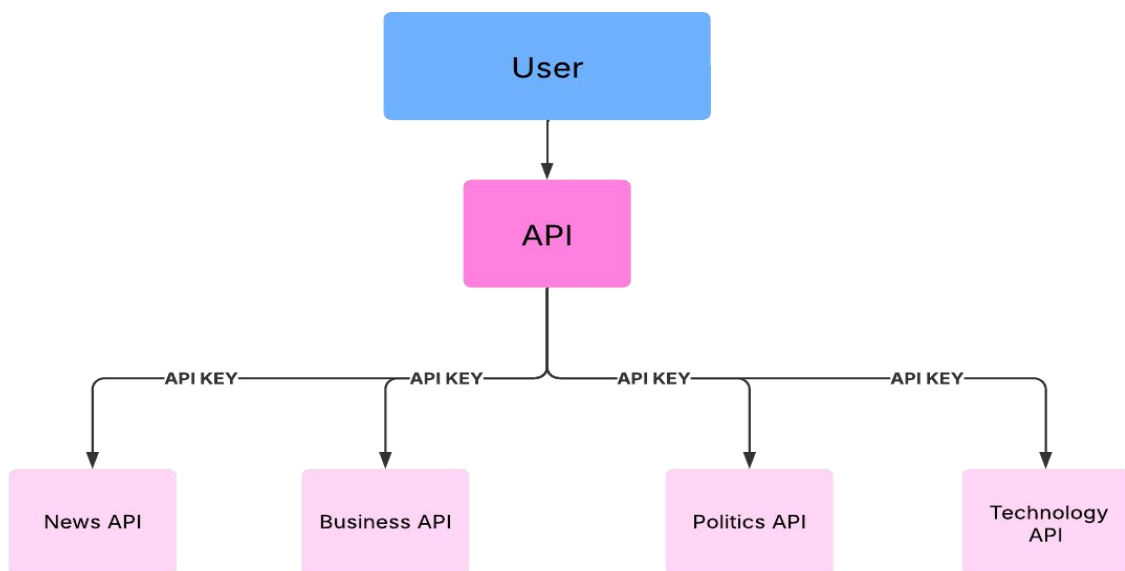 User
API
API KEY API KEY API KEY API KEY
News API
Business API
Politics API
Technology
API